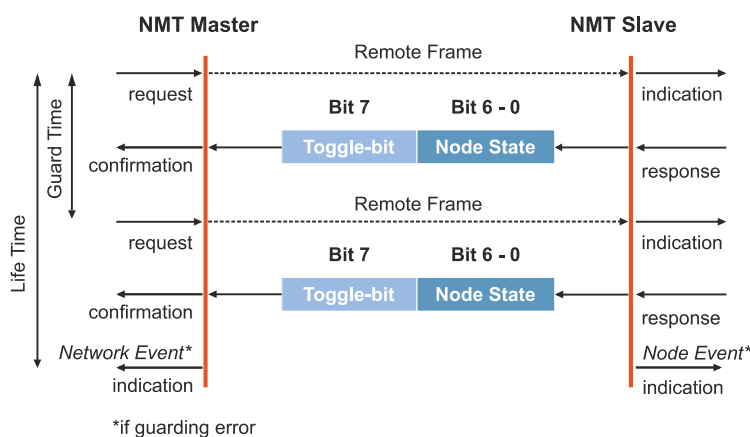 NMT Master
NMT Slave
Remote Frame
request
indication
Bit 7
Bit 6 - 0
Toggle-bit
Node State
confirmation
response
Guard Time
Life Time
Remote Frame
request
indication
Bit 7
Bit 6 - 0
Toggle-bit
Node State
confirmation
response
Network Event*
Node Event*
indication
indication
*if guarding error